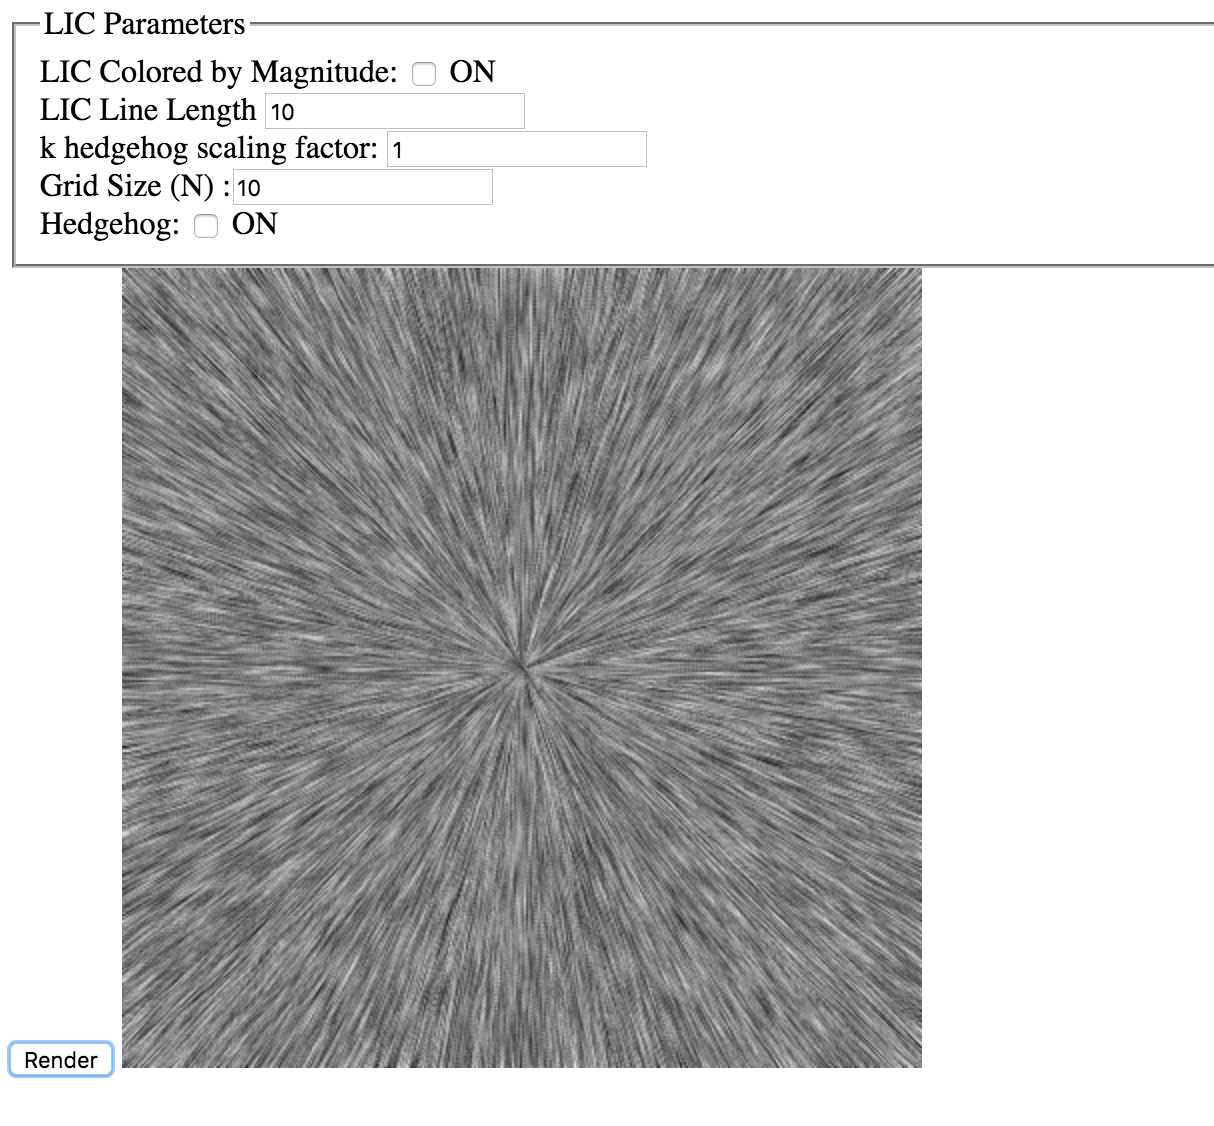 LIC Parameters
LIC Colored by Magnitude: ON
LIC Line Length 10
k hedgehog scaling factor: 1
Grid Size (N) : 10
Hedgehog: ON
Render